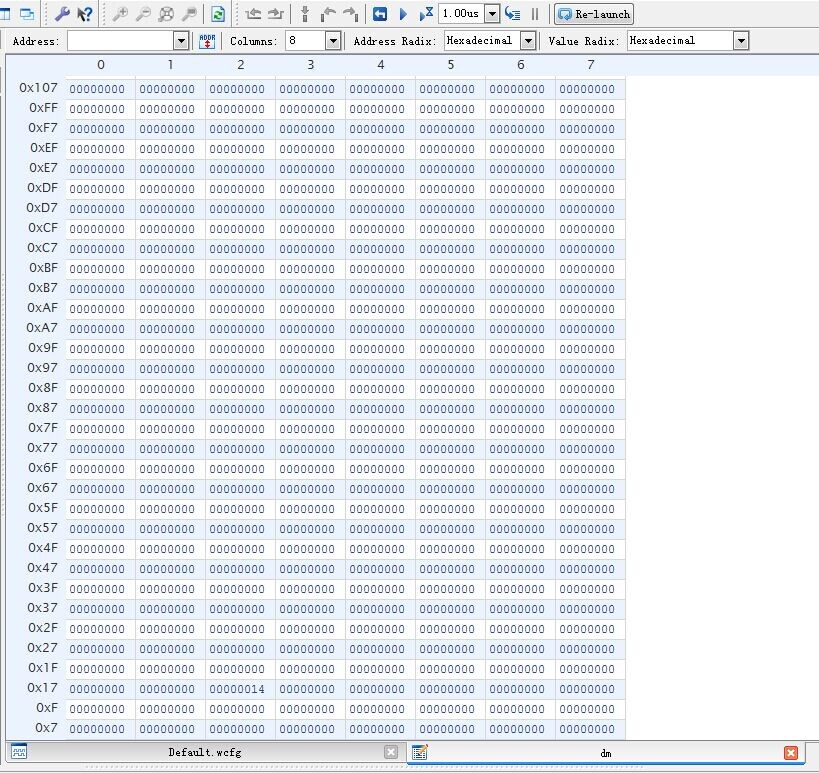 1.00us Re-launch
Address: ADDR Columns: 8 Address Radix: Hexadecimal Value Radix: Hexadecimal
0 1 2 3 4 5 6 7
0x107 00000000 00000000 00000000 00000000 00000000 00000000 00000000 00000000
0xFF 00000000 00000000 00000000 00000000 00000000 00000000 00000000 00000000
0xF7 00000000 00000000 00000000 00000000 00000000 00000000 00000000 00000000
0xEF 00000000 00000000 00000000 00000000 00000000 00000000 00000000 00000000
0xE7 00000000 00000000 00000000 00000000 00000000 00000000 00000000 00000000
0xDF 00000000 00000000 00000000 00000000 00000000 00000000 00000000 00000000
0xD7 00000000 00000000 00000000 00000000 00000000 00000000 00000000 00000000
0xCF 00000000 00000000 00000000 00000000 00000000 00000000 00000000 00000000
0xC7 00000000 00000000 00000000 00000000 00000000 00000000 00000000 00000000
0xBF 00000000 00000000 00000000 00000000 00000000 00000000 00000000 00000000
0xB7 00000000 00000000 00000000 00000000 00000000 00000000 00000000 00000000
0xAF 00000000 00000000 00000000 00000000 00000000 00000000 00000000 00000000
0xA7 00000000 00000000 00000000 00000000 00000000 00000000 00000000 00000000
0x9F 00000000 00000000 00000000 00000000 00000000 00000000 00000000 00000000
0x97 00000000 00000000 00000000 00000000 00000000 00000000 00000000 00000000
0x8F 00000000 00000000 00000000 00000000 00000000 00000000 00000000 00000000
0x87 00000000 00000000 00000000 00000000 00000000 00000000 00000000 00000000
0x7F 00000000 00000000 00000000 00000000 00000000 00000000 00000000 00000000
0x77 00000000 00000000 00000000 00000000 00000000 00000000 00000000 00000000
0x6F 00000000 00000000 00000000 00000000 00000000 00000000 00000000 00000000
0x67 00000000 00000000 00000000 00000000 00000000 00000000 00000000 00000000
0x5F 00000000 00000000 00000000 00000000 00000000 00000000 00000000 00000000
0x57 00000000 00000000 00000000 00000000 00000000 00000000 00000000 00000000
0x4F 00000000 00000000 00000000 00000000 00000000 00000000 00000000 00000000
0x47 00000000 00000000 00000000 00000000 00000000 00000000 00000000 00000000
0x3F 00000000 00000000 00000000 00000000 00000000 00000000 00000000 00000000
0x37 00000000 00000000 00000000 00000000 00000000 00000000 00000000 00000000
0x2F 00000000 00000000 00000000 00000000 00000000 00000000 00000000 00000000
0x27 00000000 00000000 00000000 00000000 00000000 00000000 00000000 00000000
0x1F 00000000 00000000 00000000 00000000 00000000 00000000 00000000 00000000
0x17 00000000 00000000 00000014 00000000 00000000 00000000 00000000 00000000
0xF 00000000 00000000 00000000 00000000 00000000 00000000 00000000 00000000
0x7 00000000 00000000 00000000 00000000 00000000 00000000 00000000 00000000
Default.wcfg dm